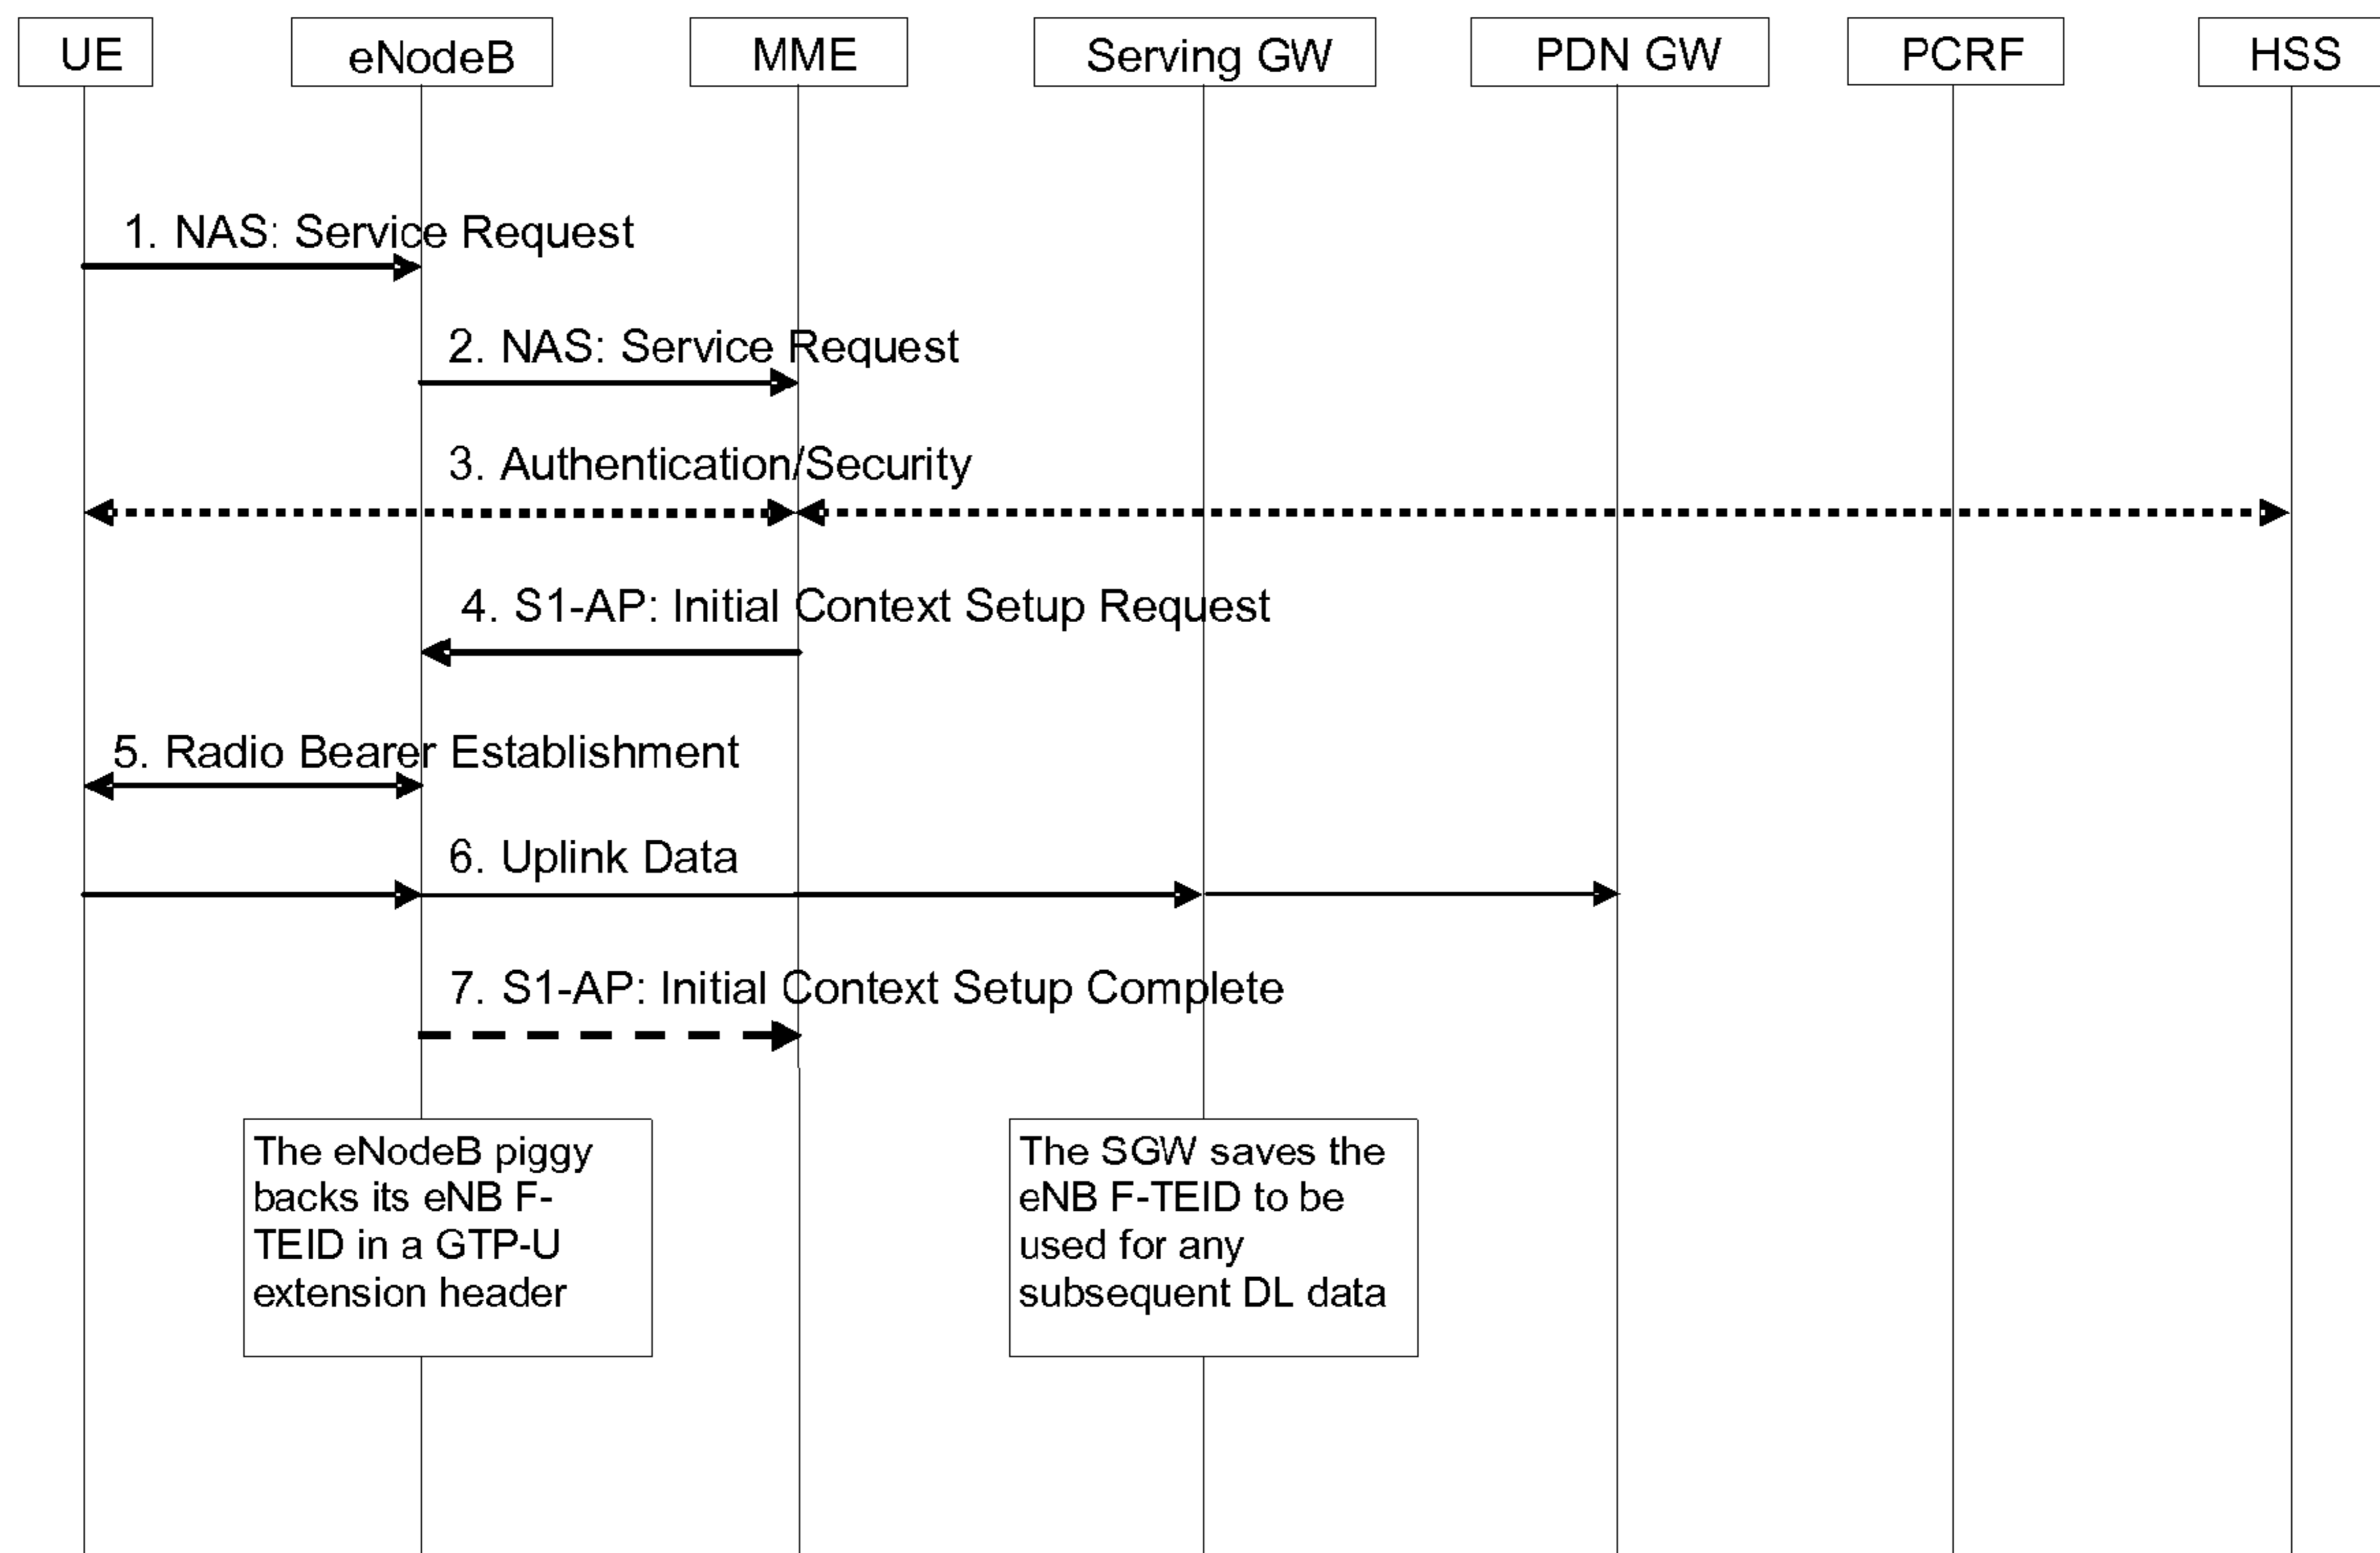 UE
eNodeB
MME
Serving GW
PDN GW
PCRF
HSS
1. NAS: Service Request
2. NAS: Service Request
3. Authentication/Security
4. S1-AP: Initial Context Setup Request
5. Radio Bearer Establishment
6. Uplink Data
7. S1-AP: Initial Context Setup Complete
The eNodeB piggy
backs its eNB F-
TEID in a GTP-U
extension header
The SGW saves the
eNB F-TEID to be
used for any
subsequent DL data